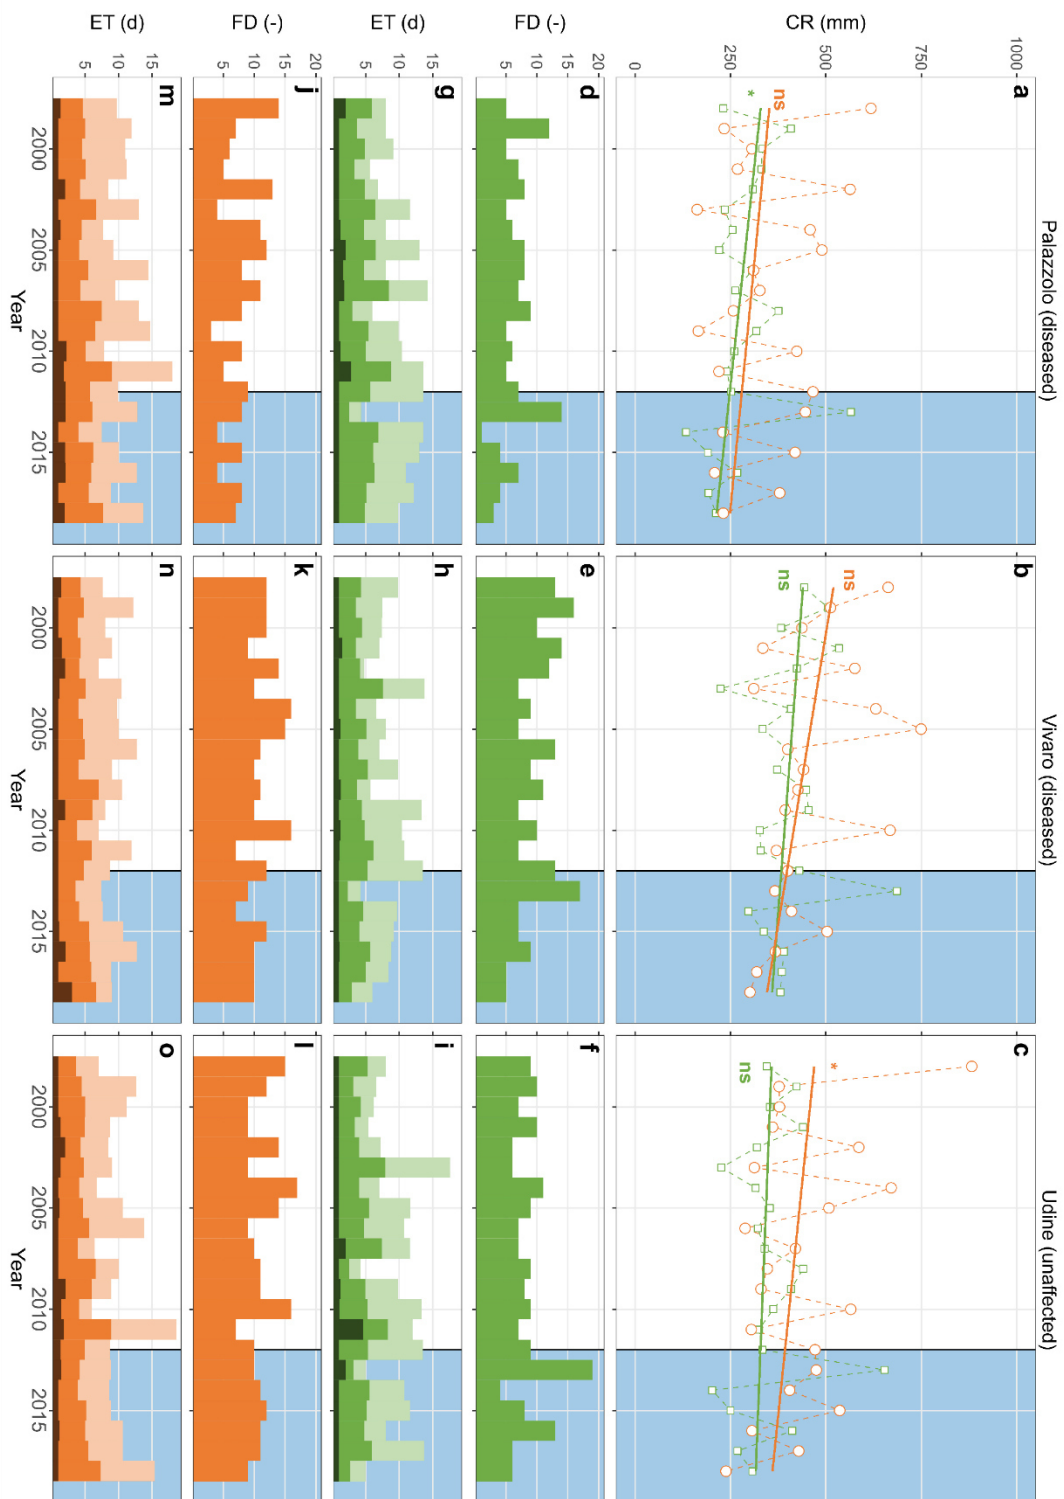 Palazzolo (diseased)
Vivaro (diseased)
Udine (unaffected)
CR (mm)
1000
750
500
250
0
a
ns
*
b
ns
ns
c
*
ns
FD (-)
20
15
10
5
d
e
f
ET (d)
15
10
5
g
h
i
FD (-)
20
15
10
5
j
k
l
ET (d)
15
10
5
m
n
o
2000
2005
2010
2015
2000
2005
2010
2015
2000
2005
2010
2015
Year
Year
Year